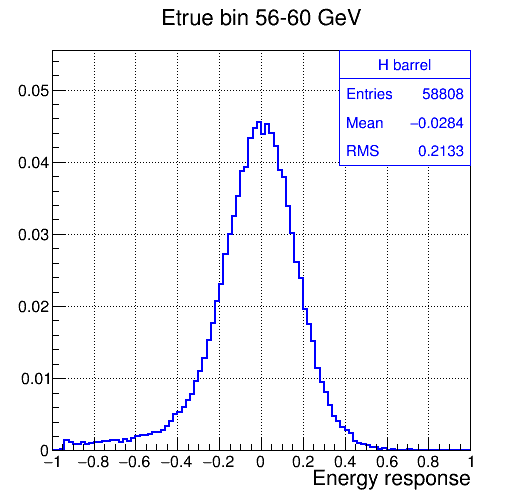 Etrue bin 56-60 GeV
H barrel
Entries 58808
Mean −0.0284
RMS 0.2133
0.05
0.04
0.03
0.02
0.01
0
−1 −0.8 −0.6 −0.4 −0.2 0 0.2 0.4 0.6 0.8 1
Energy response